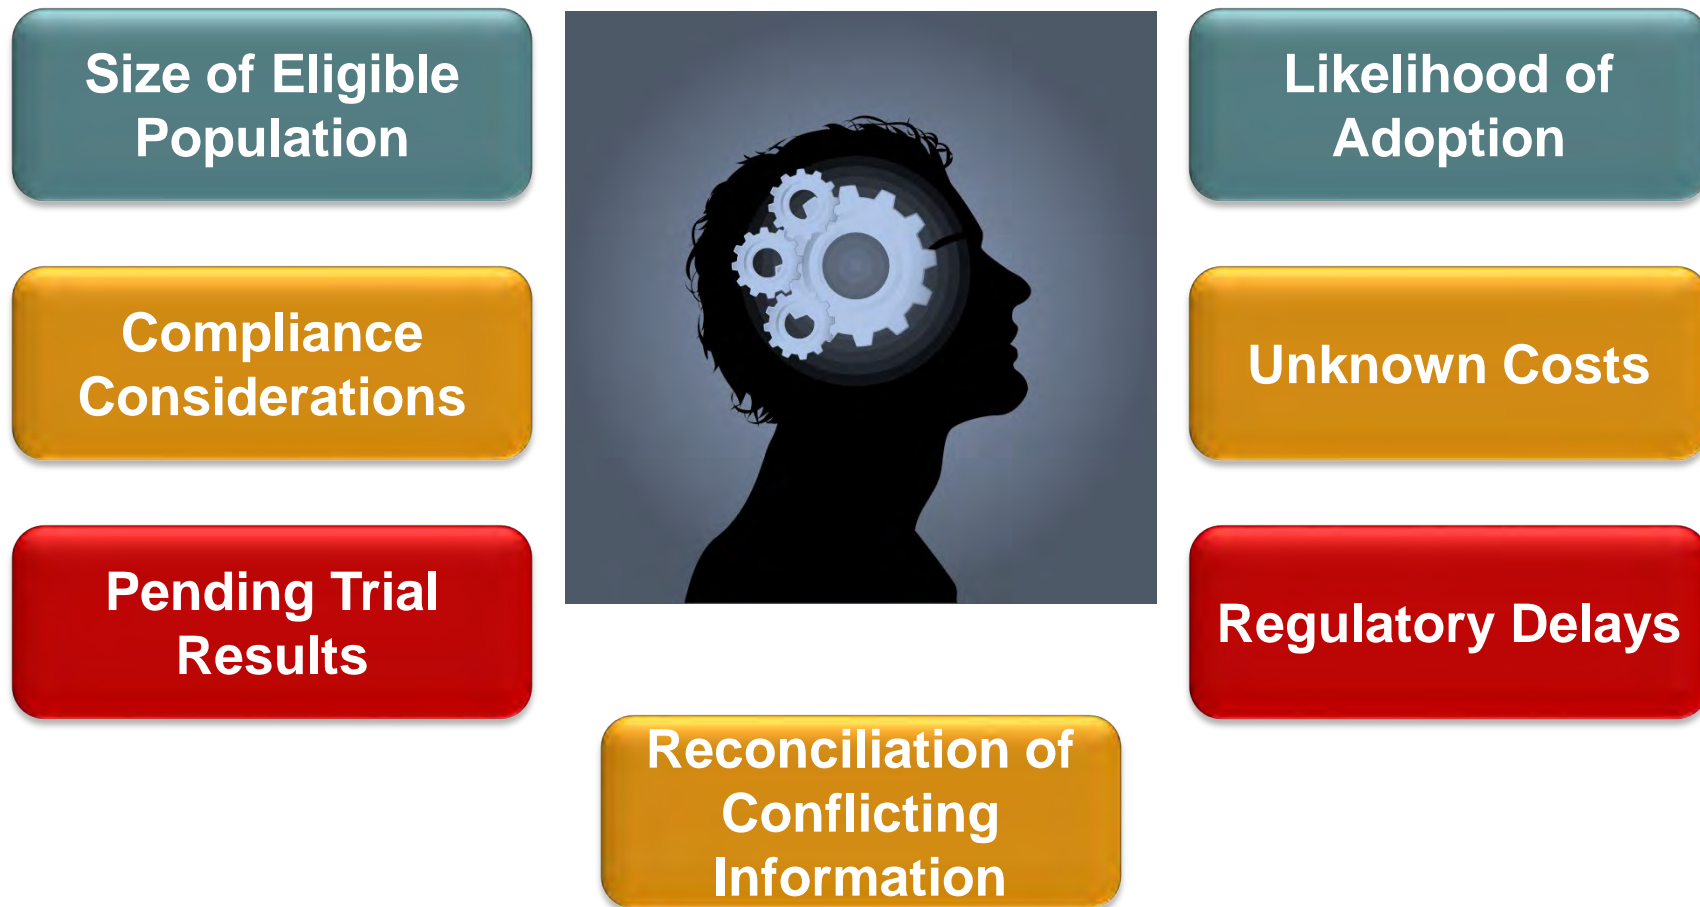 Size of Eligible
Population
Likelihood of
Adoption
Compliance
Considerations
Unknown Costs
Pending Trial
Results
Regulatory Delays
Reconciliation of
Conflicting
Information